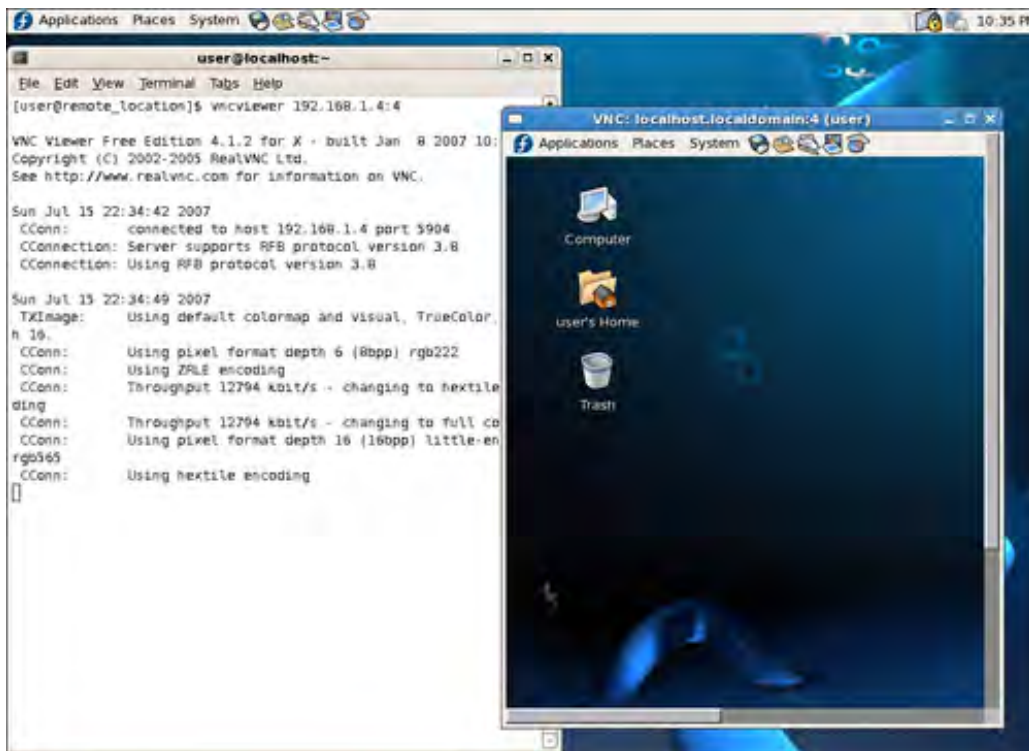 Applications Places System
10:35 P
user@localhost:~
File Edit View Terminal Tabs Help
[user@remote_location]$ vncviewer 192.168.1.4:4
VNC Viewer Free Edition 4.1.2 for X - built Jan 8 2007 10:
Copyright (C) 2002-2005 RealVNC Ltd.
See http://www.realvnc.com for information on VNC.
Sun Jul 15 22:34:42 2007
CConn: connected to host 192.168.1.4 port 5904
CConnection: Server supports RFB protocol version 3.8
CConnection: Using RFB protocol version 3.8
Sun Jul 15 22:34:49 2007
TXImage: Using default colormap and visual, TrueColor,
h 16.
CConn: Using pixel format depth 6 (8bpp) rgb222
CConn: Using ZRLE encoding
CConn: Throughput 12794 kbit/s - changing to hextile
ding
CConn: Throughput 12794 kbit/s - changing to full co
CConn: Using pixel format depth 16 (16bpp) little-en
rgb565
CConn: Using hextile encoding
VNC: localhost.localdomain:4 (user)
Applications Places System
Computer
user's Home
Trash